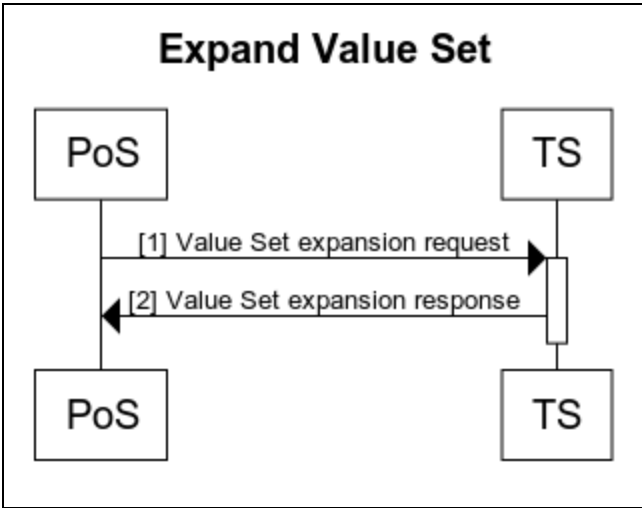 Expand Value Set
PoS
TS
[1] Value Set expansion request
[2] Value Set expansion response
PoS
TS